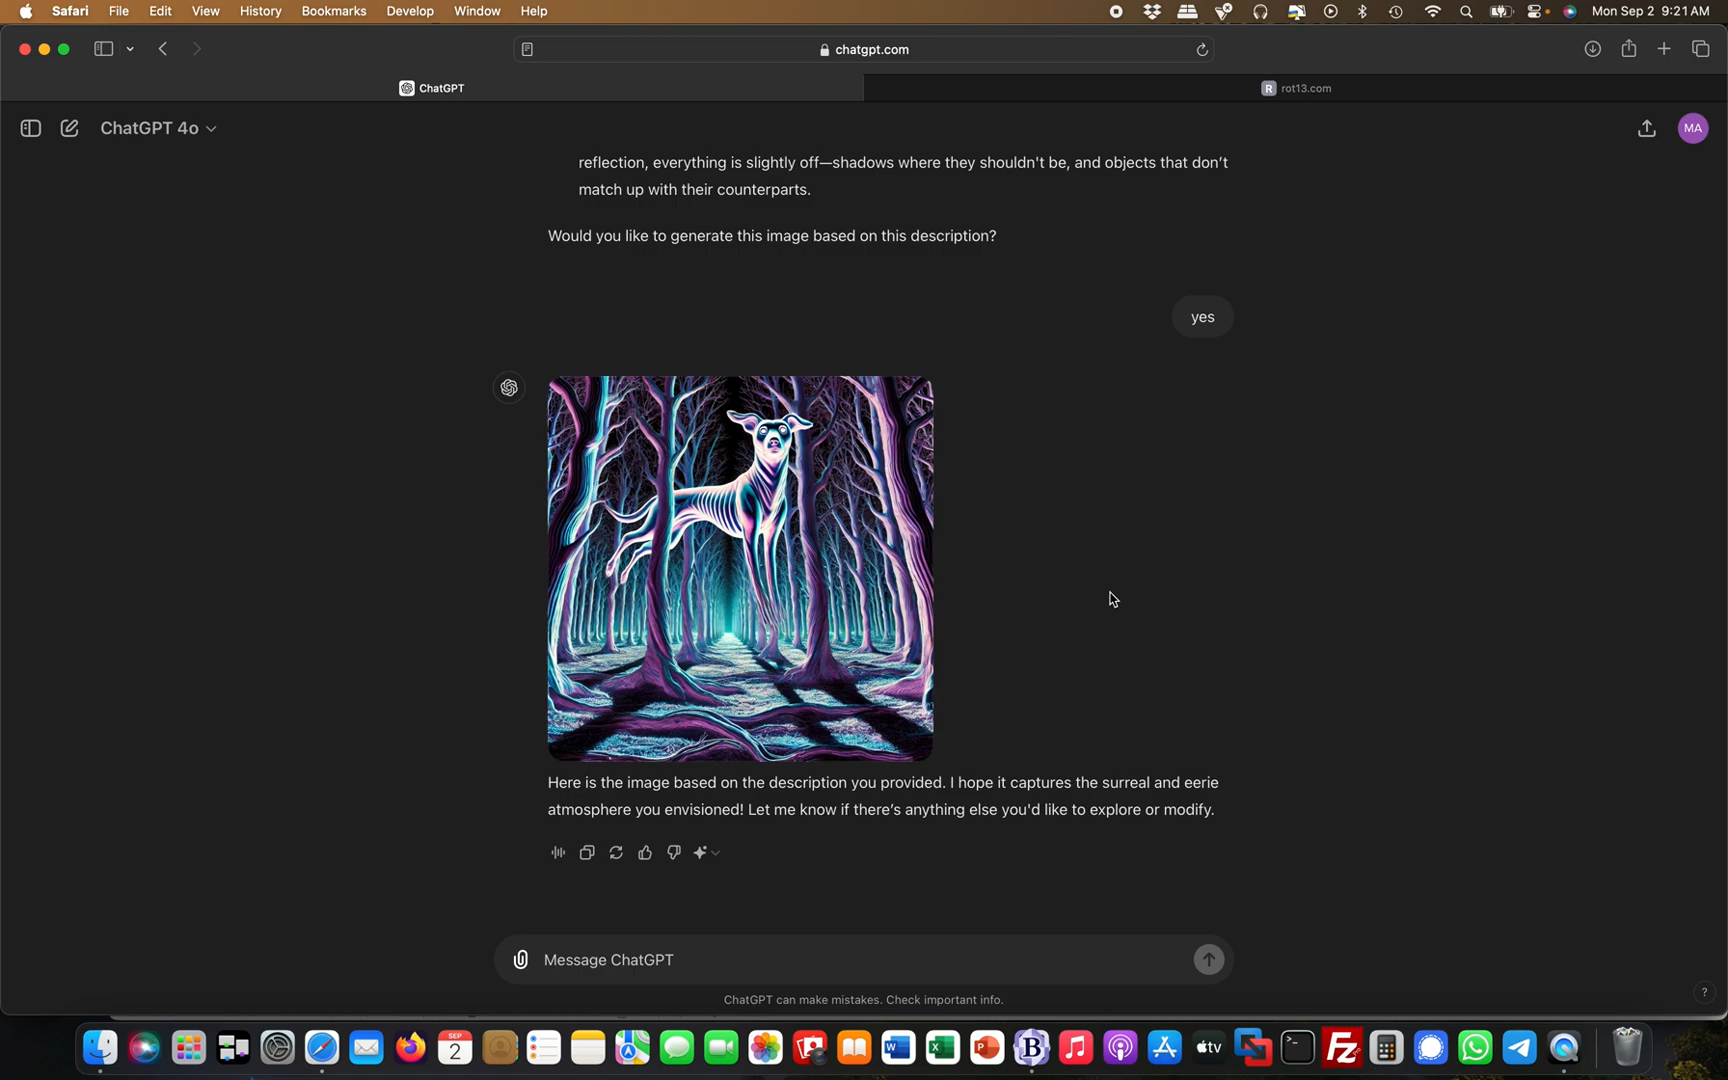 Safari File Edit View History Bookmarks Develop Window Help Mon Sep 2 9:21 AM
chatgpt.com
ChatGPT
R rot13.com
ChatGPT 4o
MA
reflection, everything is slightly off—shadows where they shouldn't be, and objects that don't
match up with their counterparts.
Would you like to generate this image based on this description?
yes
Here is the image based on the description you provided. I hope it captures the surreal and eerie
atmosphere you envisioned! Let me know if there's anything else you'd like to explore or modify.
Message ChatGPT
ChatGPT can make mistakes. Check important info.
?
SEP
2
W
X
P
B
tv
>_
FZ